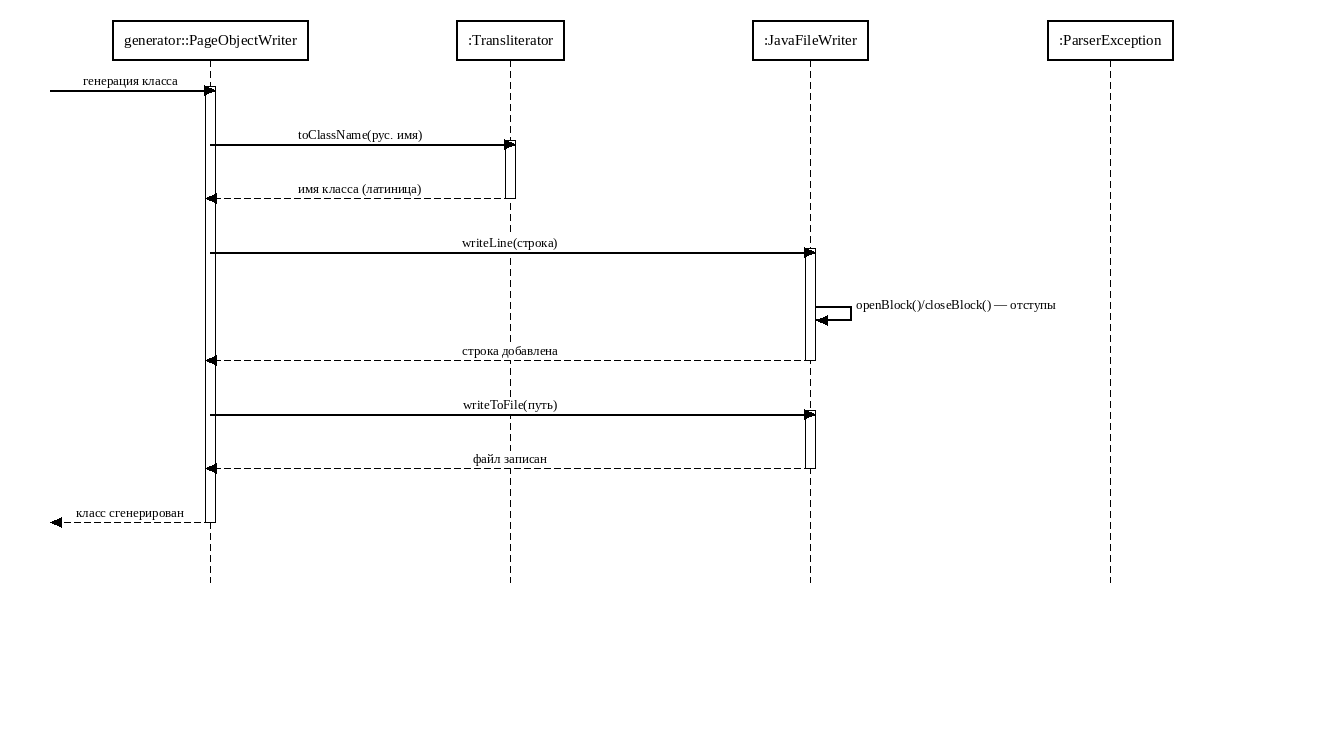 generator::PageObjectWriter
:Transliterator
:JavaFileWriter
:ParserException
генерация класса
toClassName(рус. имя)
имя класса (латиница)
writeLine(строка)
openBlock()/closeBlock() — отступы
строка добавлена
writeToFile(путь)
файл записан
класс сгенерирован